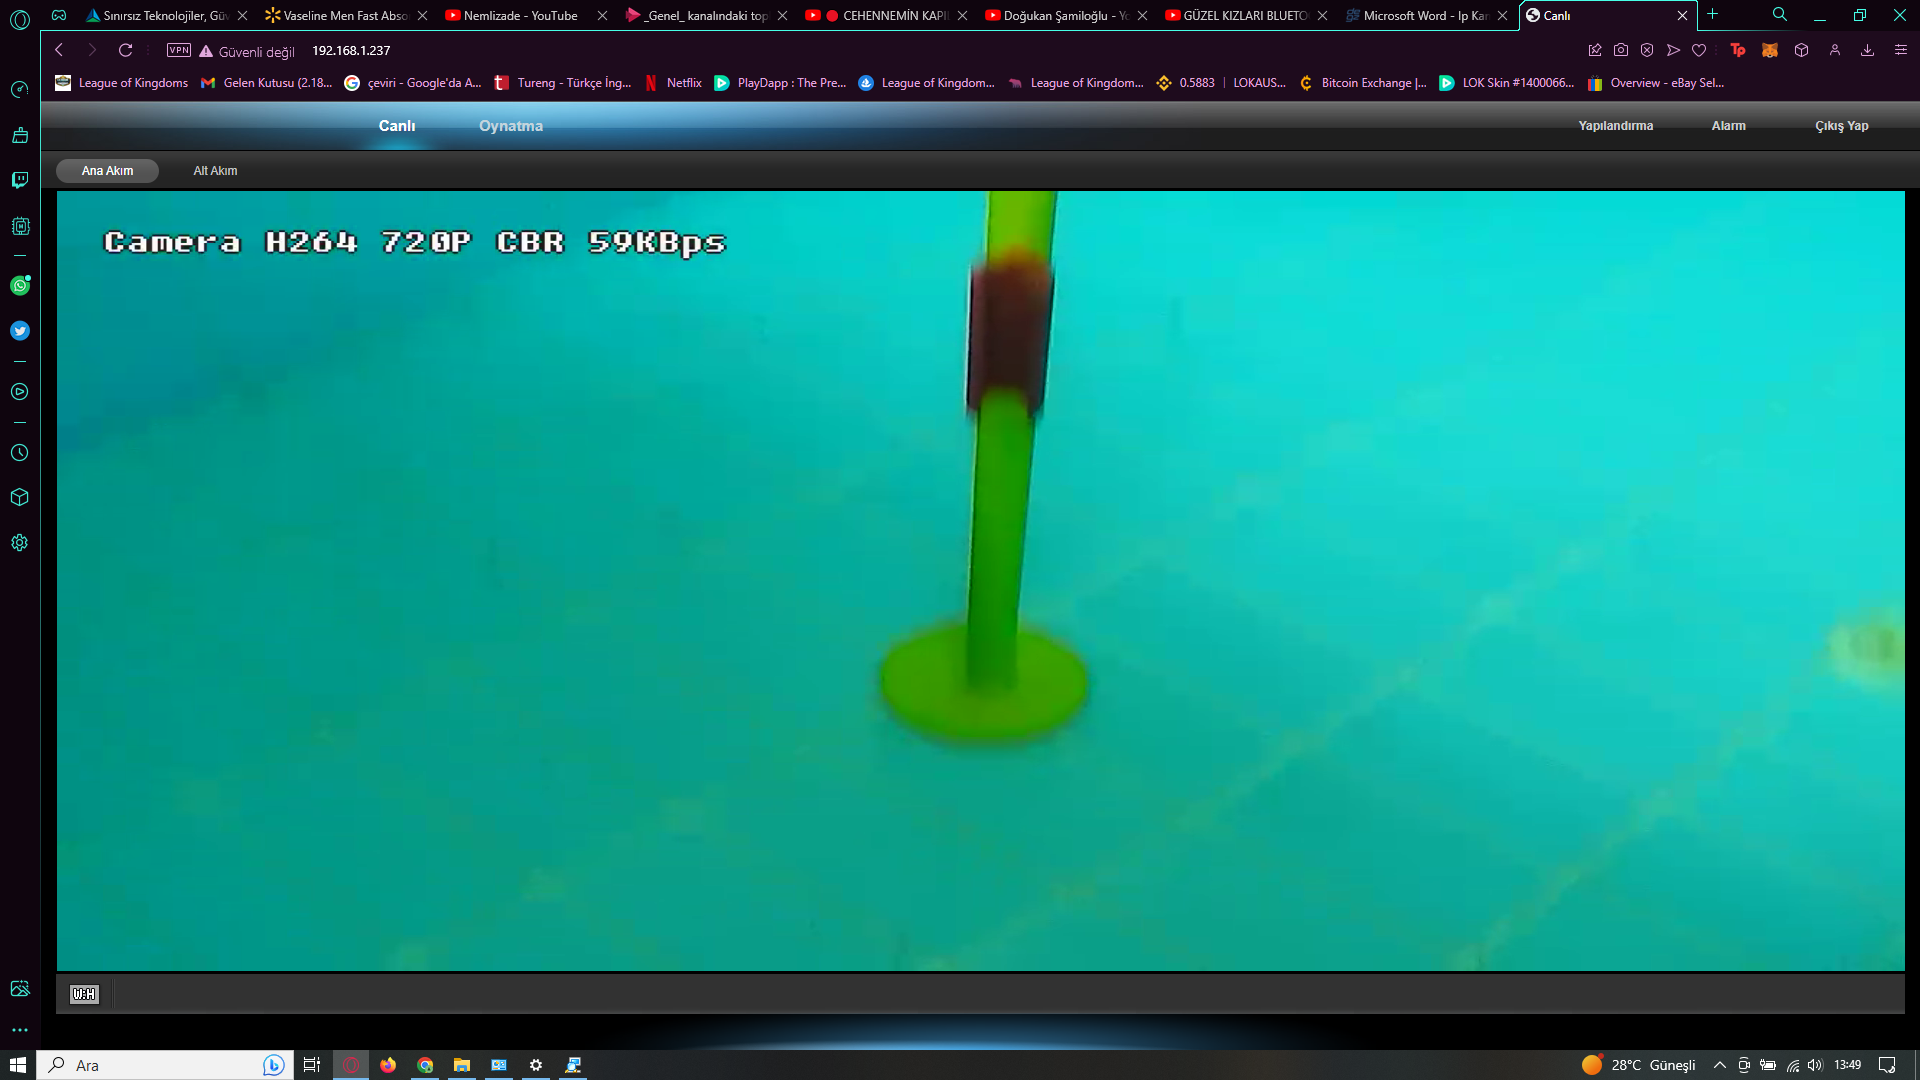 Sınırsız Teknolojiler, Gü
Vaseline Men Fast Abso
Nemlizade - YouTube
_Genel_ kanalındaki top
CEHENNEMİN KAPI
Doğukan Şamiloğlu - Yo
GÜZEL KIZLARI BLUETO
Microsoft Word - Ip Kam
Canlı
VPN
Güvenli değil
192.168.1.237
League of Kingdoms
Gelen Kutusu (2.18...
çeviri - Google'da A...
Tureng - Türkçe İng...
Netflix
PlayDapp : The Pre...
League of Kingdom...
League of Kingdom...
0.5883 | LOKAUS...
Bitcoin Exchange |...
LOK Skin #1400066...
Overview - eBay Sel...
Canlı
Oynatma
Yapılandırma
Alarm
Çıkış Yap
Ana Akım
Alt Akım
Camera H264 720P CBR 59KBps
W:H
Ara
28°C Güneşli
13:49